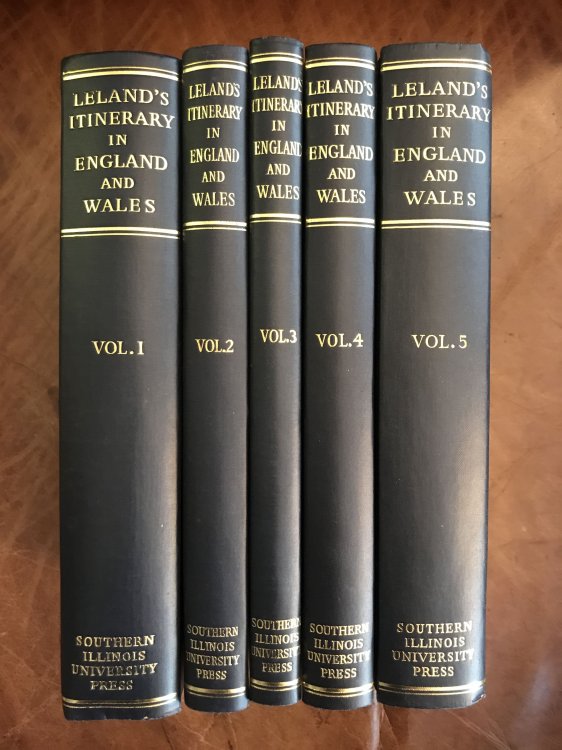 LELAND'S
ITINERARY
IN
ENGLAND
AND
WALES
VOL. 1
SOUTHERN
ILLINOIS
UNIVERSITY
PRESS
LELAND'S
ITINERARY
IN
ENGLAND
AND
WALES
VOL. 2
SOUTHERN
ILLINOIS
UNIVERSITY
PRESS
LELAND'S
ITINERARY
IN
ENGLAND
AND
WALES
VOL. 3
SOUTHERN
ILLINOIS
UNIVERSITY
PRESS
LELAND'S
ITINERARY
IN
ENGLAND
AND
WALES
VOL. 4
SOUTHERN
ILLINOIS
UNIVERSITY
PRESS
LELAND'S
ITINERARY
IN
ENGLAND
AND
WALES
VOL. 5
SOUTHERN
ILLINOIS
UNIVERSITY
PRESS